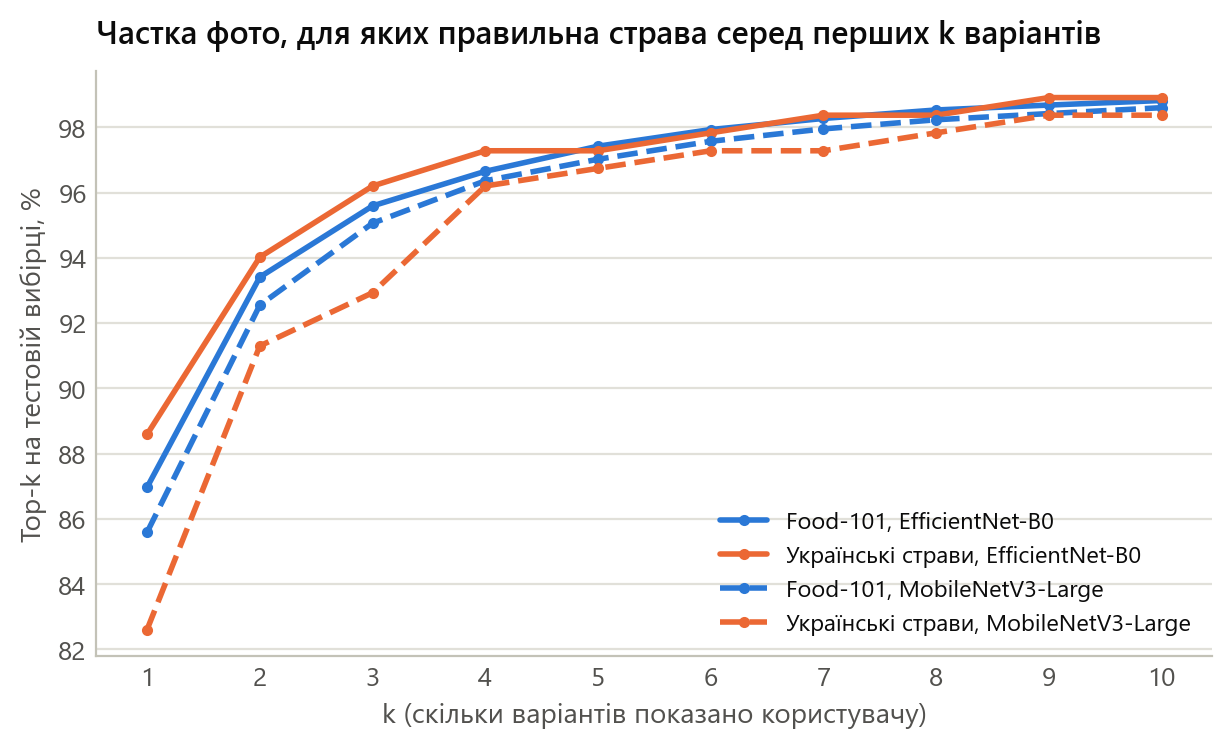 Частка фото, для яких правильна страва серед перших k варіантів
Top-k на тестовій вибірці, %
98
96
94
92
90
88
86
84
82
Food-101, EfficientNet-B0
Українські страви, EfficientNet-B0
Food-101, MobileNetV3-Large
Українські страви, MobileNetV3-Large
1 2 3 4 5 6 7 8 9 10
k (скільки варіантів показано користувачу)